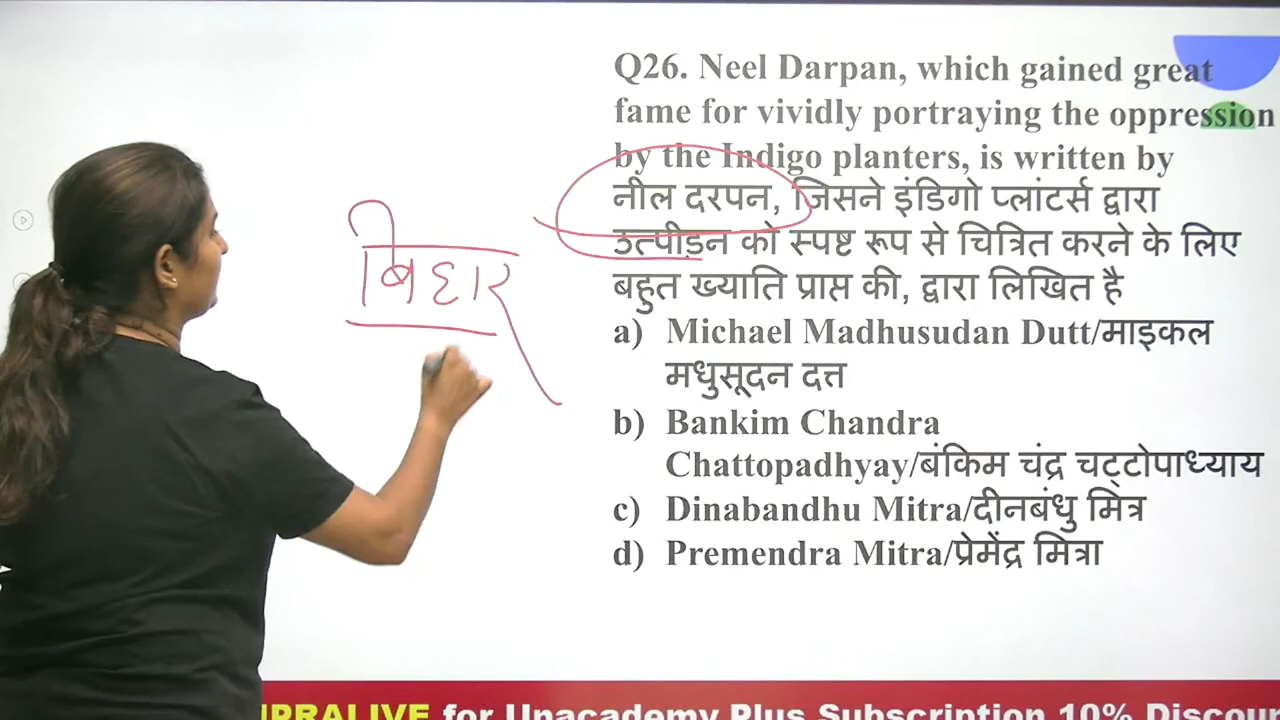 Q26. Neel Darpan, which gained great
fame for vividly portraying the oppression
by the Indigo planters, is written by
नील दरपन, जिसने इंडिगो प्लांटर्स द्वारा
उत्पीड़न को स्पष्ट रूप से चित्रित करने के लिए
बहुत ख्याति प्राप्त की, द्वारा लिखित है
a) Michael Madhusudan Dutt/माइकल
मधुसूदन दत्त
b) Bankim Chandra
Chattopadhyay/बंकिम चंद्र चट्टोपाध्याय
c) Dinabandhu Mitra/दीनबंधु मित्र
d) Premendra Mitra/प्रेमेंद्र मित्रा
बिहार
UPRALIVE for Unacademy Plus Subscription 10% Discou